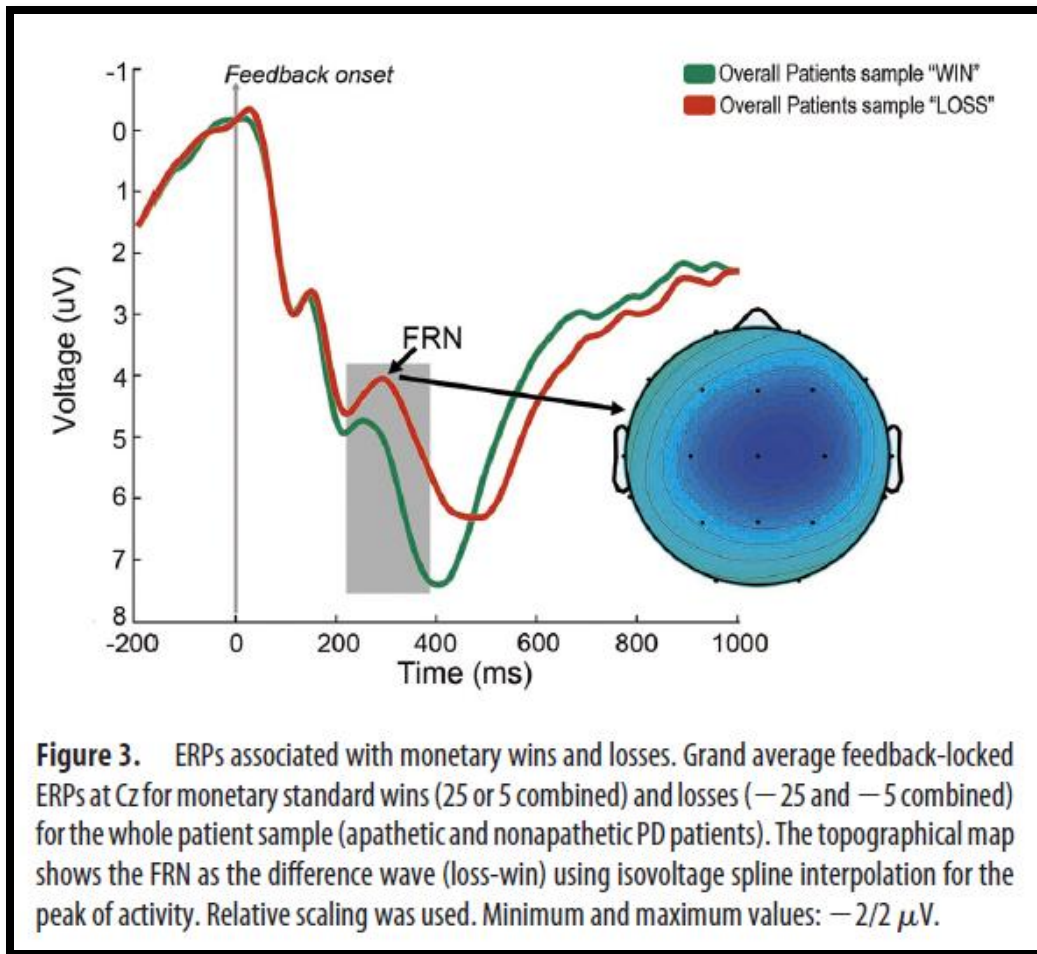 Feedback onset
Overall Patients sample “WIN”
Overall Patients sample “LOSS”
-1
0
1
2
3
4
5
6
7
8
Voltage (uV)
FRN
-200
0
200
400
600
800
1000
Time (ms)
Figure 3. ERPs associated with monetary wins and losses. Grand average feedback-locked
ERPs at Cz for monetary standard wins (25 or 5 combined) and losses (−25 and −5 combined)
for the whole patient sample (apathetic and nonapathetic PD patients). The topographical map
shows the FRN as the difference wave (loss-win) using isovoltage spline interpolation for the
peak of activity. Relative scaling was used. Minimum and maximum values: −2/2 μV.